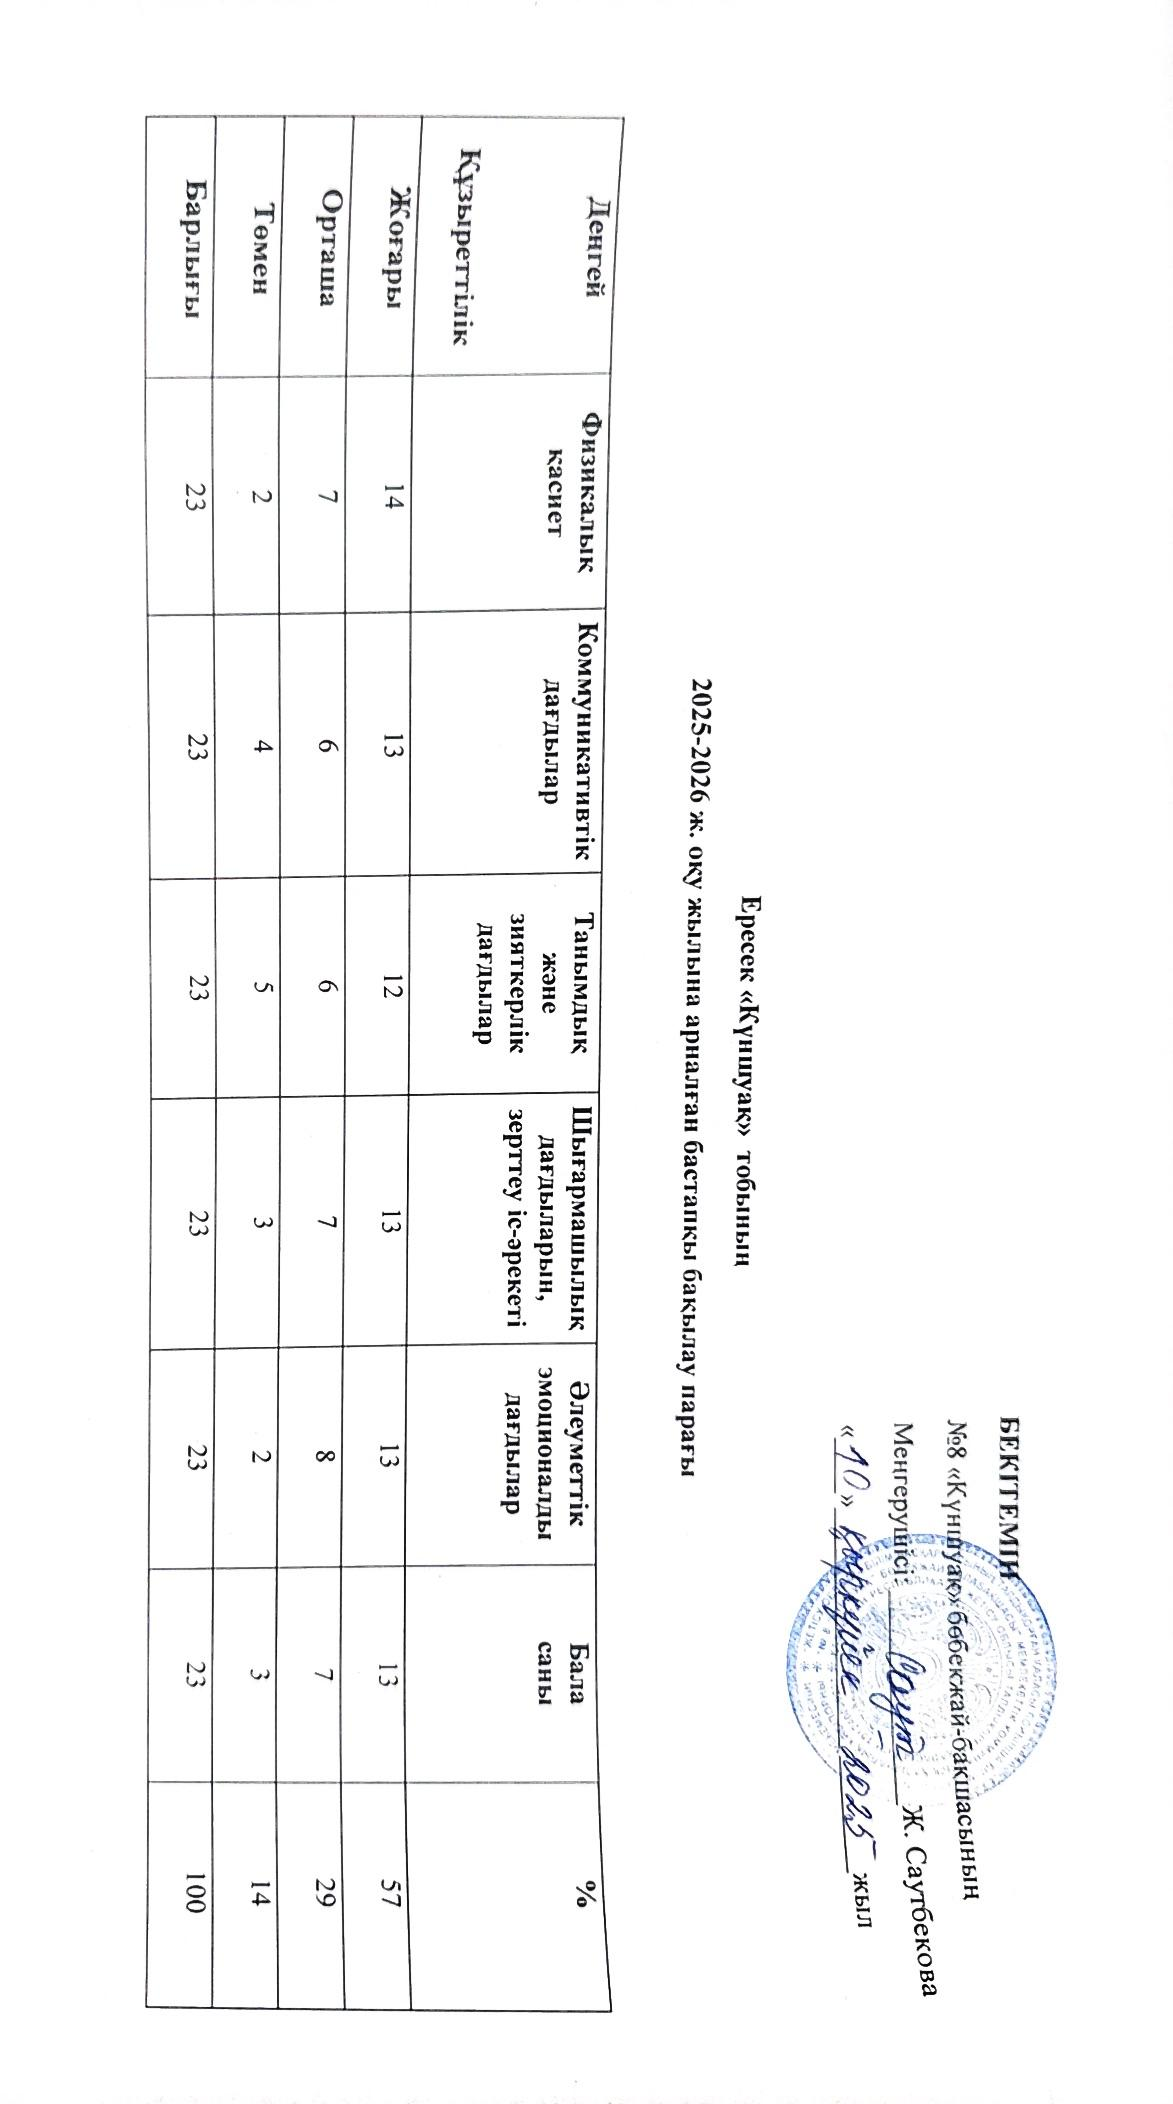 БЕКІТЕМІН
№8 «Күншуақ» бөбекжай-бақшасының
Меңгерушісі: Ж. Саутбекова
«10» қыркүйек 2025 жыл
Ересек «Күншуақ» тобының
2025-2026 ж. оқу жылына арналған бастапқы бақылау парағы
Деңгей
Құзыреттілік
Физикалық
қасиет
Коммуникативтік
дағдылар
Танымдық
және
зияткерлік
дағдылар
Шығармашылық
дағдыларын,
зерттеу іс-әрекеті
Әлеуметтік
эмоционалды
дағдылар
Бала
саны
%
Жоғары 14 13 12 13 13 13 57
Орташа 7 6 6 7 8 7 29
Төмен 2 4 5 3 2 3 14
Барлығы 23 23 23 23 23 23 100